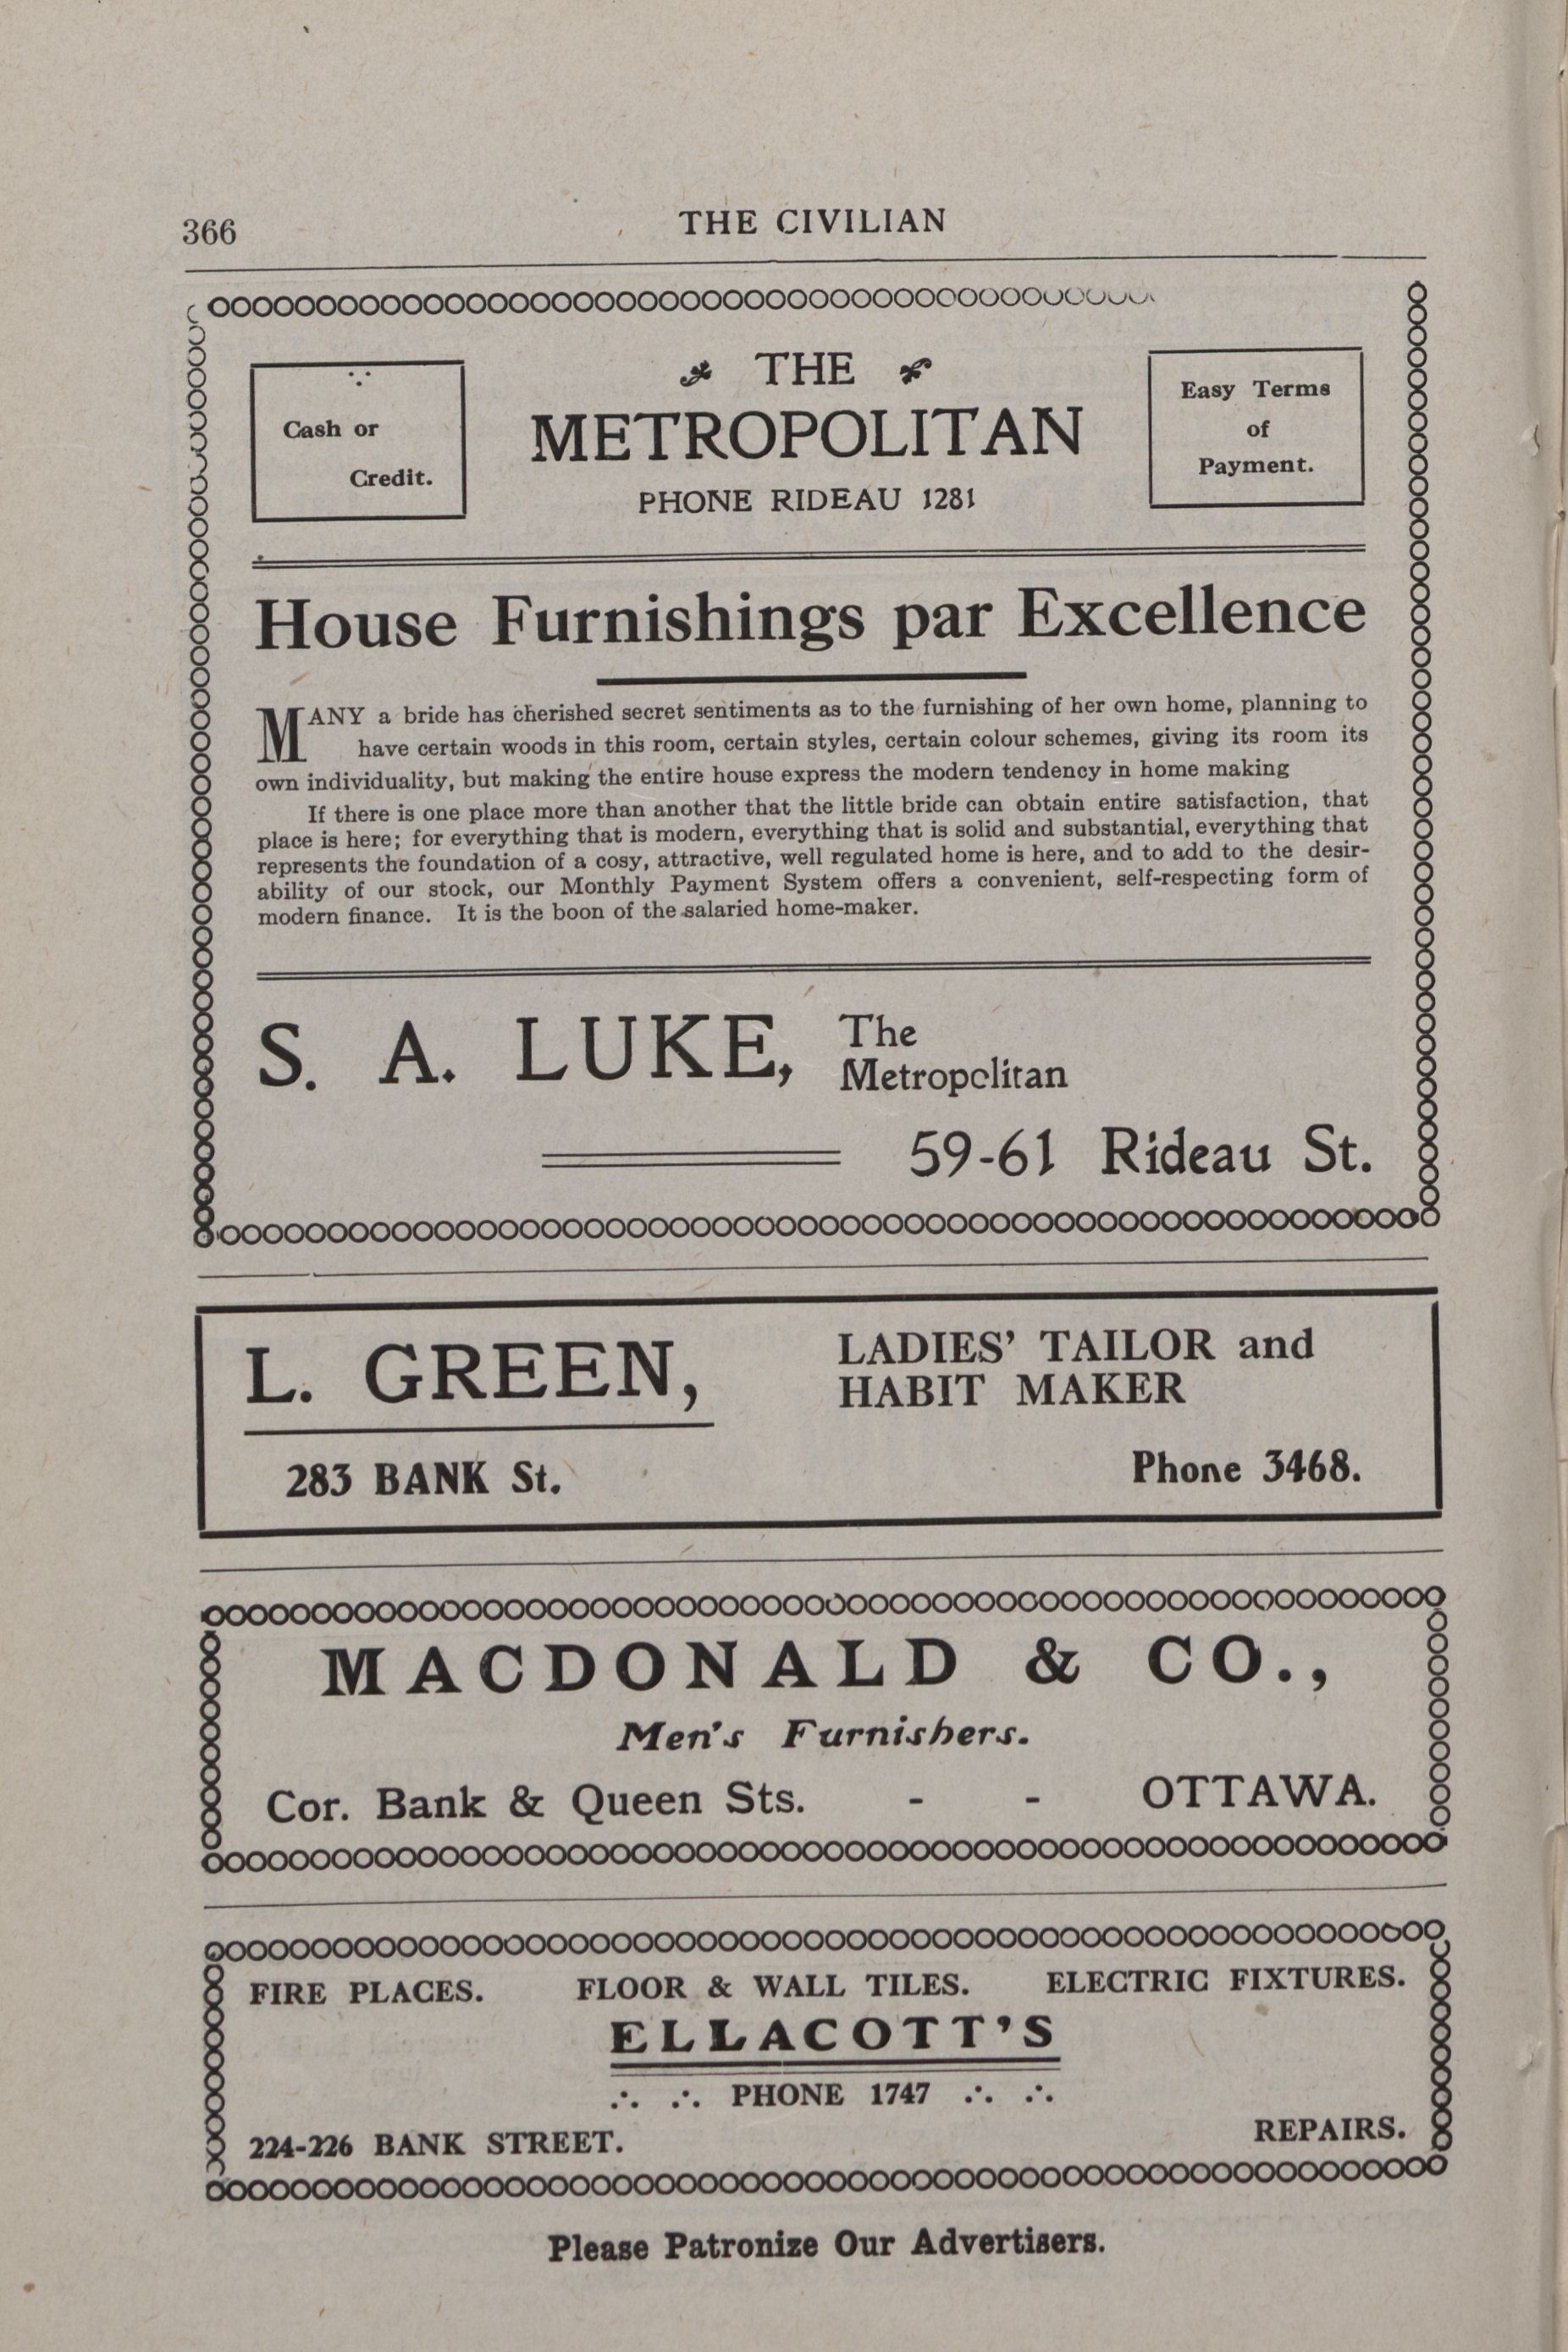 366
THE CIVILIAN
Cash or
Credit.
THE
METROPOLITAN
PHONE RIDEAU 1281
Easy Terms
of
Payment.
House Furnishings par Excellence
MANY a bride has cherished secret sentiments as to the furnishing of her own home, planning to
have certain woods in this room, certain styles, certain colour schemes, giving its room its
own individuality, but making the entire house express the modern tendency in home making
If there is one place more than another that the little bride can obtain entire satisfaction, that
place is here; for everything that is modern, everything that is solid and substantial, everything that
represents the foundation of a cosy, attractive, well regulated home is here, and to add to the desir-
ability of our stock, our Monthly Payment System offers a convenient, self-respecting form of
modern finance. It is the boon of the salaried home-maker.
S. A. LUKE,
The
Metropolitan
59-61 Rideau St.
L. GREEN,
LADIES' TAILOR and
HABIT MAKER
283 BANK St.
Phone 3468.
MACDONALD & CO.,
Men's Furnishers.
Cor. Bank & Queen Sts. - - OTTAWA.
FIRE PLACES. FLOOR & WALL TILES. ELECTRIC FIXTURES.
ELLACOTT'S
∴ ∴ PHONE 1747 ∴ ∴
224-226 BANK STREET. REPAIRS.
Please Patronize Our Advertisers.